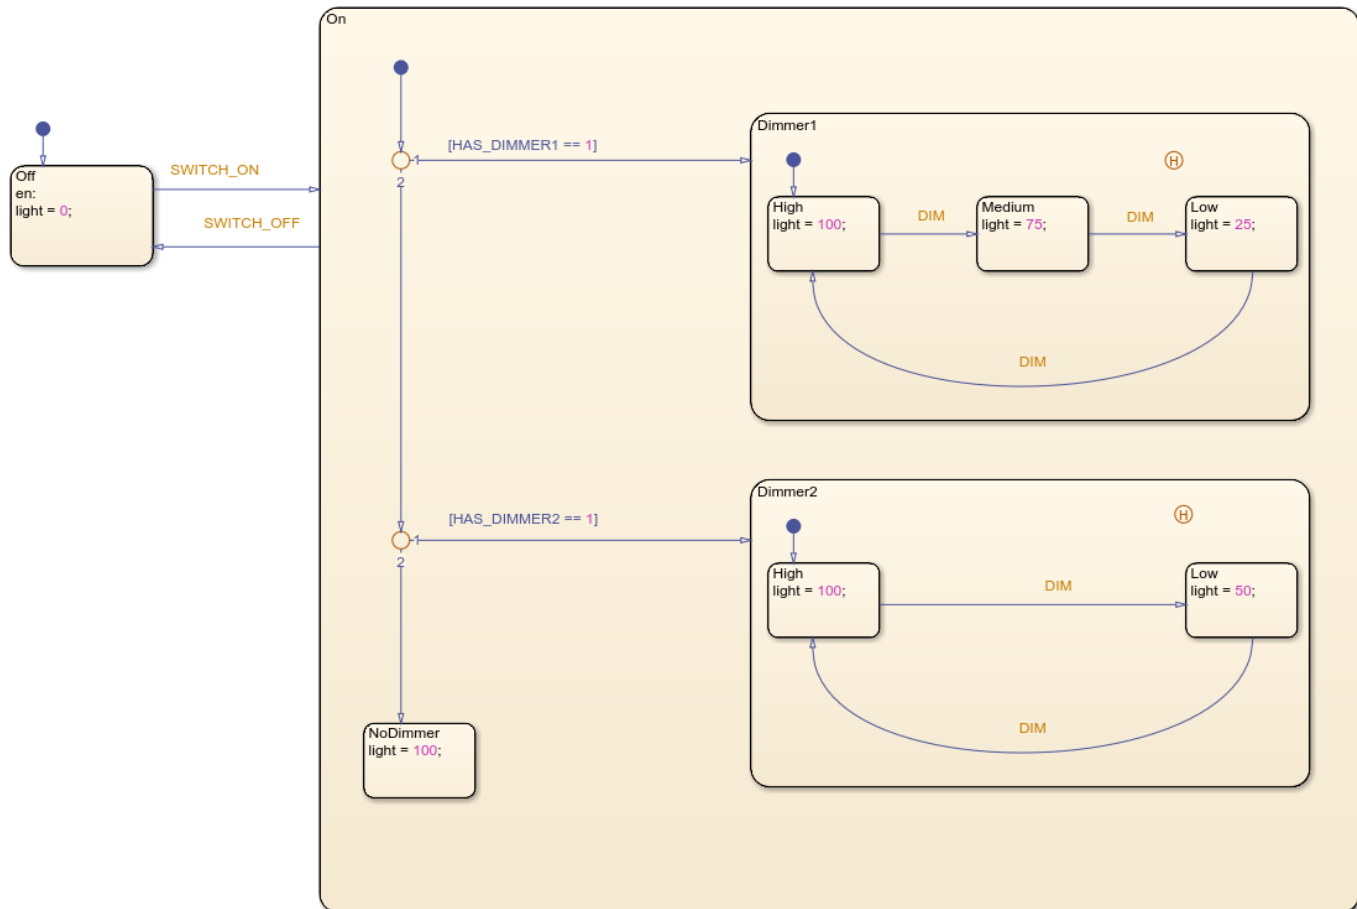 On
Off
en:
light = 0;
SWITCH_ON
SWITCH_OFF
1
2
[HAS_DIMMER1 == 1]
Dimmer1
H
High
light = 100;
DIM
Medium
light = 75;
DIM
Low
light = 25;
DIM
1
2
[HAS_DIMMER2 == 1]
Dimmer2
H
High
light = 100;
DIM
Low
light = 50;
DIM
NoDimmer
light = 100;